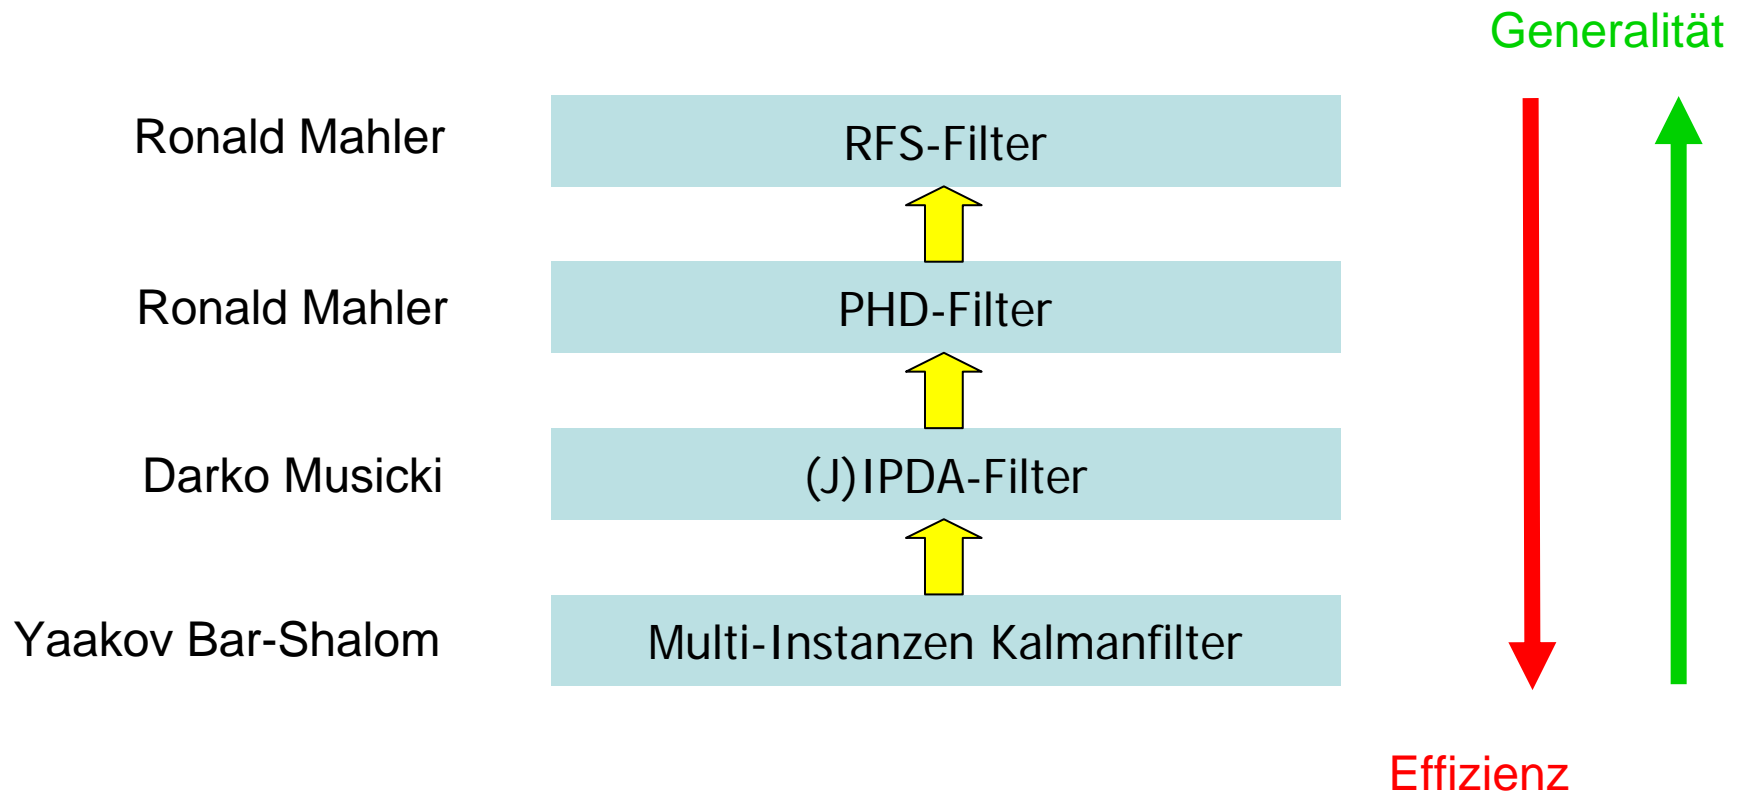 Generalität
Ronald Mahler
RFS-Filter
Ronald Mahler
PHD-Filter
Darko Musicki
(J)IPDA-Filter
Yaakov Bar-Shalom
Multi-Instanzen Kalmanfilter
Effizienz